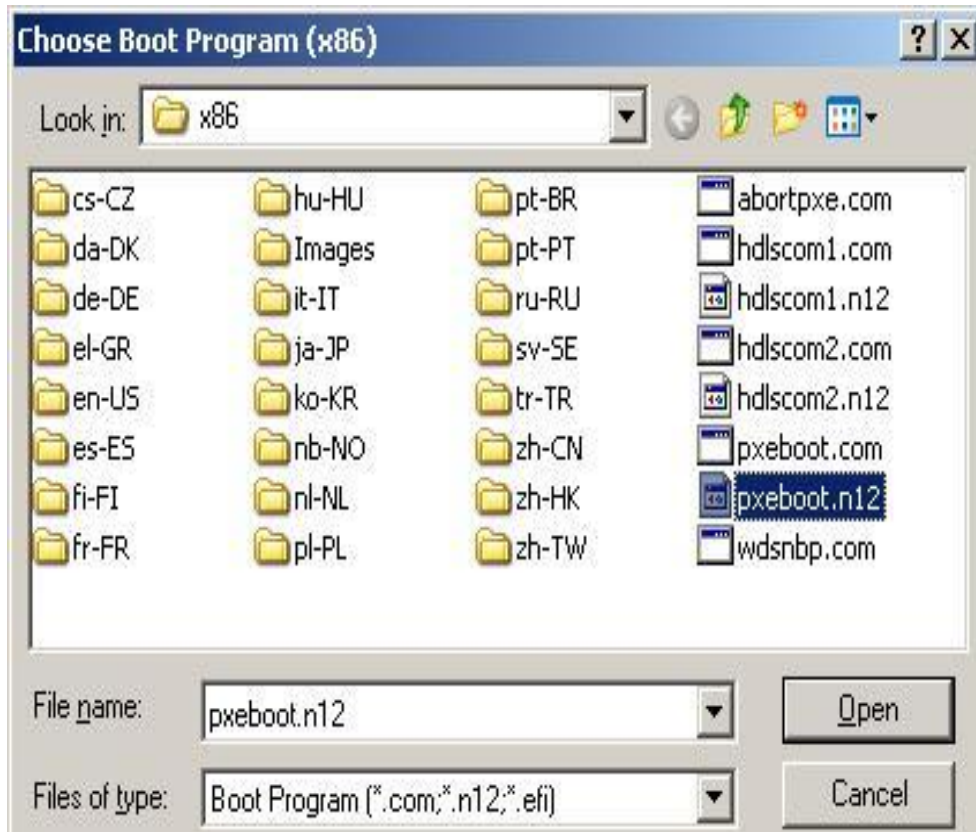 Choose Boot Program (x86)
Look in: x86
cs-CZ hu-HU pt-BR abortpxe.com
da-DK Images pt-PT hdlscom1.com
de-DE it-IT ru-RU hdlscom1.n12
el-GR ja-JP sv-SE hdlscom2.com
en-US ko-KR tr-TR hdlscom2.n12
es-ES nb-NO zh-CN pxeboot.com
fi-FI nl-NL zh-HK pxeboot.n12
fr-FR pl-PL zh-TW wdsnbp.com
File name: pxeboot.n12 Open
Files of type: Boot Program (*.com;*.n12;*.efi) Cancel